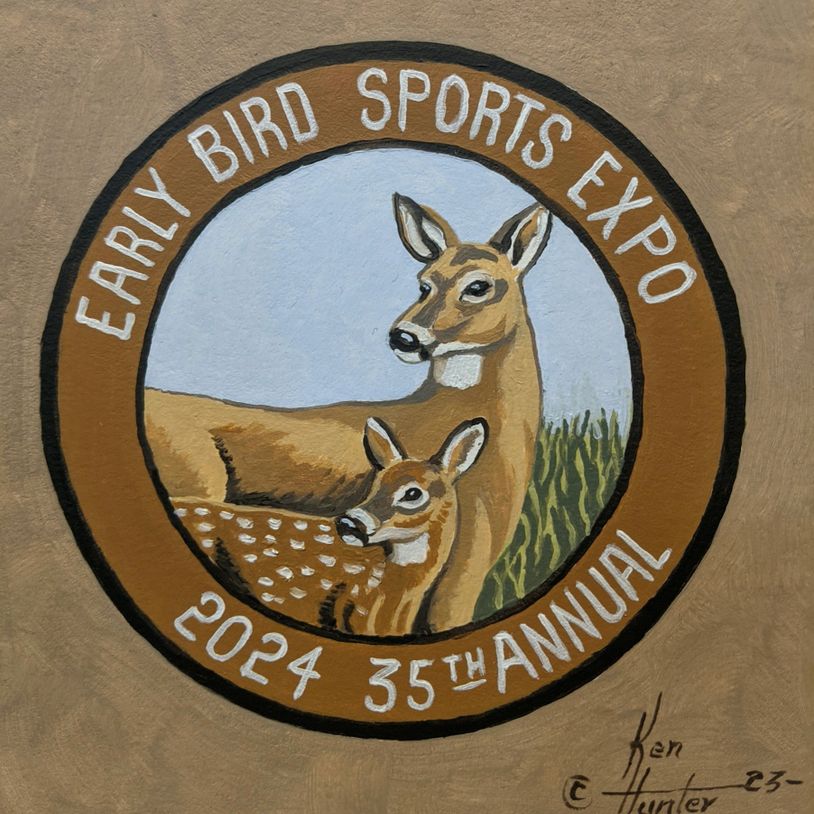 EARLY BIRD SPORTS EXPO
2024 35TH ANNUAL
Ken
© Hunter 23-